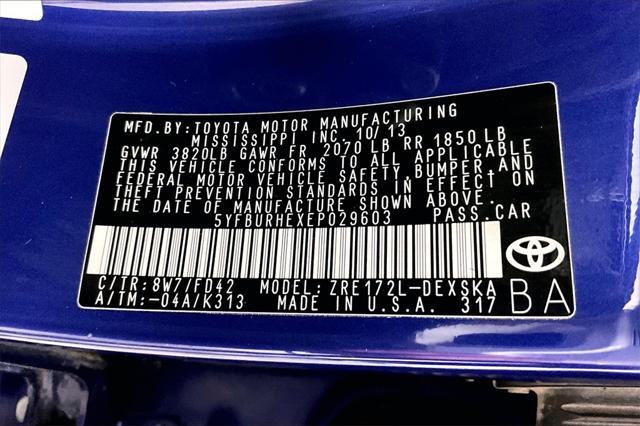 MFD.BY:TOYOTA MOTOR MANUFACTURING
MISSISSIPPI INC.10/13
GVWR 3820LB GAWR FR 2070 LB RR 1850 LB
THIS VEHICLE CONFORMS TO ALL APPLICABLE
FEDERAL MOTOR VEHICLE SAFETY,BUMPER,AND
THEFT PREVENTION STANDARDS IN EFFECT ON
THE DATE OF MANUFACTURE SHOWN ABOVE.
5YFBURHEXEP029603 PASS.CAR
C/TR:8W7/FD42 MODEL:ZRE172L-DEXSKA
A/TM:-04A/K313 MADE IN U.S.A. 317 BA